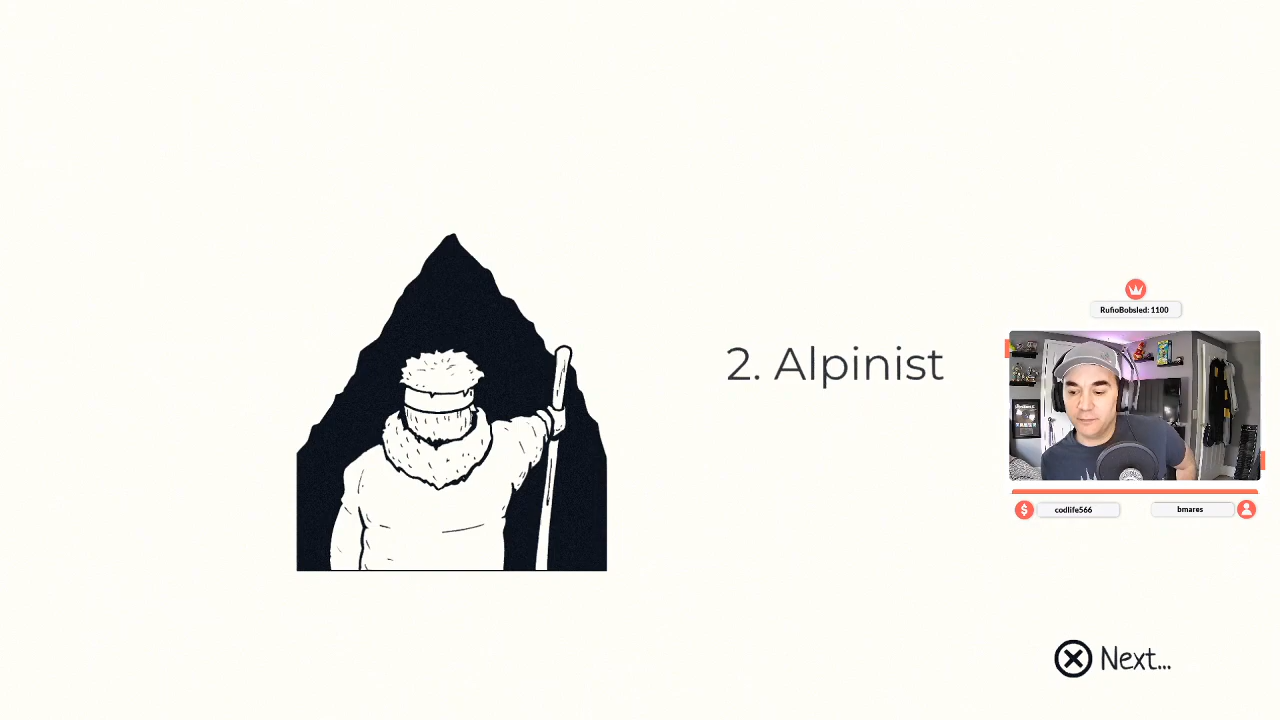 RufioBobsled: 1100
2. Alpinist
codlife566
bmares
Next...